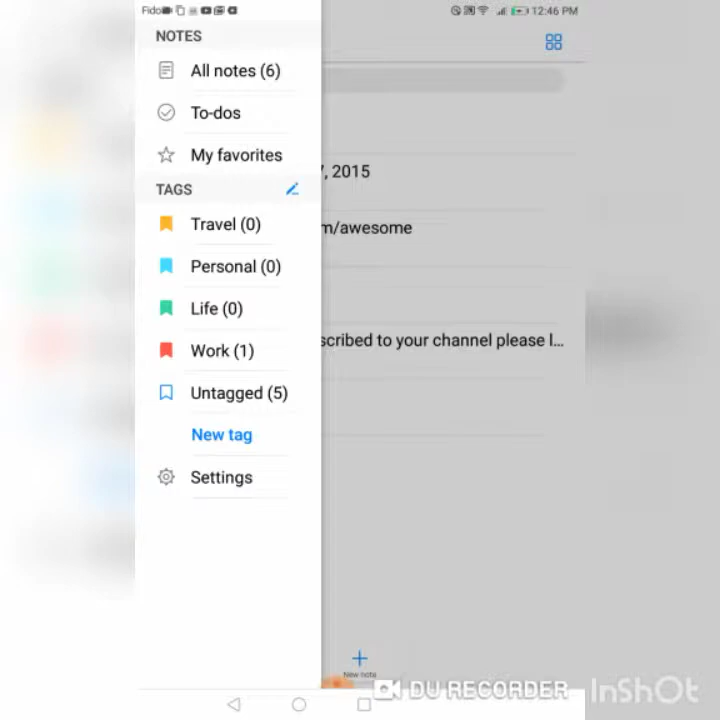 Fido
12:46 PM
NOTES
All notes (6)
To-dos
My favorites
TAGS
Travel (0)
Personal (0)
Life (0)
Work (1)
Untagged (5)
New tag
Settings
, 2015
m/awesome
scribed to your channel please l...
New note
DU RECORDER
InShOt